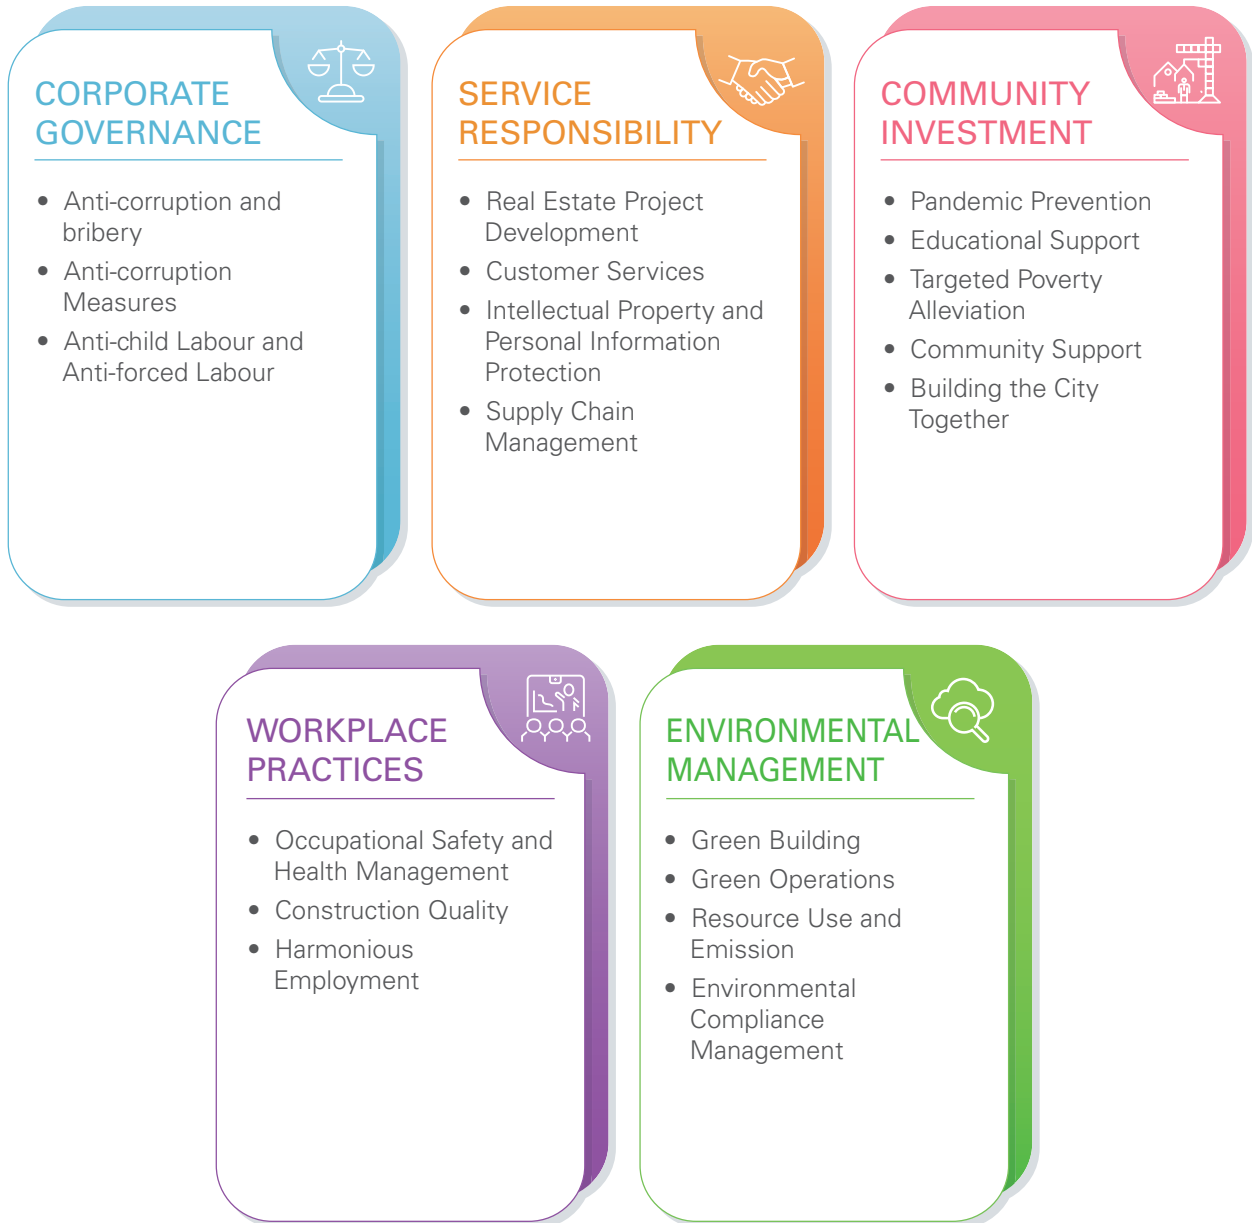 CORPORATE
GOVERNANCE
• Anti-corruption and
bribery
• Anti-corruption
Measures
• Anti-child Labour and
Anti-forced Labour
SERVICE
RESPONSIBILITY
• Real Estate Project
Development
• Customer Services
• Intellectual Property and
Personal Information
Protection
• Supply Chain
Management
COMMUNITY
INVESTMENT
• Pandemic Prevention
• Educational Support
• Targeted Poverty
Alleviation
• Community Support
• Building the City
Together
WORKPLACE
PRACTICES
• Occupational Safety and
Health Management
• Construction Quality
• Harmonious
Employment
ENVIRONMENTAL
MANAGEMENT
• Green Building
• Green Operations
• Resource Use and
Emission
• Environmental
Compliance
Management